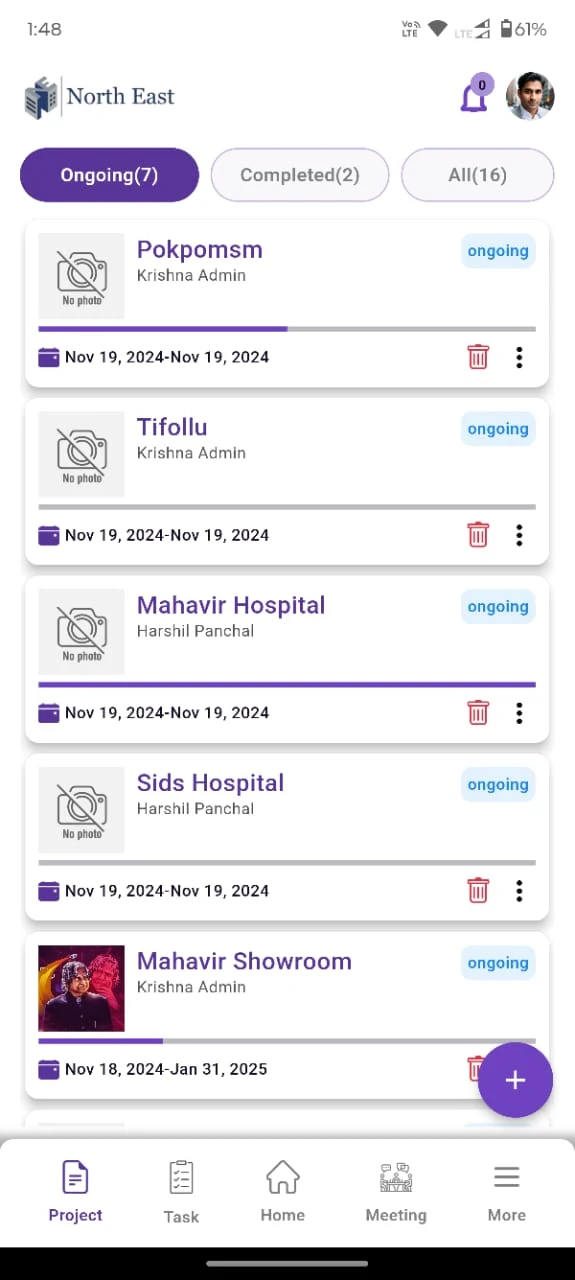 1:48
Vo
LTE
LTE
61%
North East
0
Ongoing(7)
Completed(2)
All(16)
No photo
Pokpomsm
ongoing
Krishna Admin
Nov 19, 2024-Nov 19, 2024
No photo
Tifollu
ongoing
Krishna Admin
Nov 19, 2024-Nov 19, 2024
No photo
Mahavir Hospital
ongoing
Harshil Panchal
Nov 19, 2024-Nov 19, 2024
No photo
Sids Hospital
ongoing
Harshil Panchal
Nov 19, 2024-Nov 19, 2024
Mahavir Showroom
ongoing
Krishna Admin
Nov 18, 2024-Jan 31, 2025
+
Project
Task
Home
Meeting
More